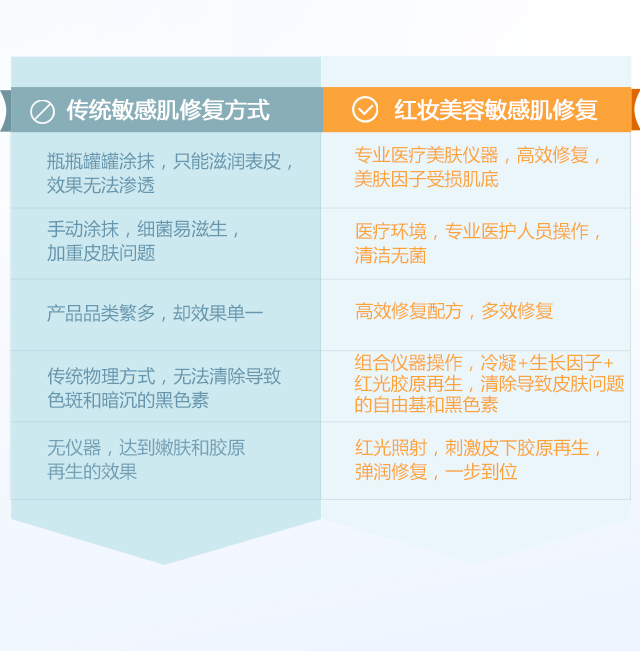 传统敏感肌修复方式
红妆美容敏感肌修复
瓶瓶罐罐涂抹，只能滋润表皮，
效果无法渗透
专业医疗美肤仪器，高效修复，
美肤因子受损肌底
手动涂抹，细菌易滋生，
加重皮肤问题
医疗环境，专业医护人员操作，
清洁无菌
产品品类繁多，却效果单一
高效修复配方，多效修复
传统物理方式，无法清除导致
色斑和暗沉的黑色素
组合仪器操作，冷凝+生长因子+
红光胶原再生，清除导致皮肤问题
的自由基和黑色素
无仪器，达到嫩肤和胶原
再生的效果
红光照射，刺激皮下胶原再生，
弹润修复，一步到位